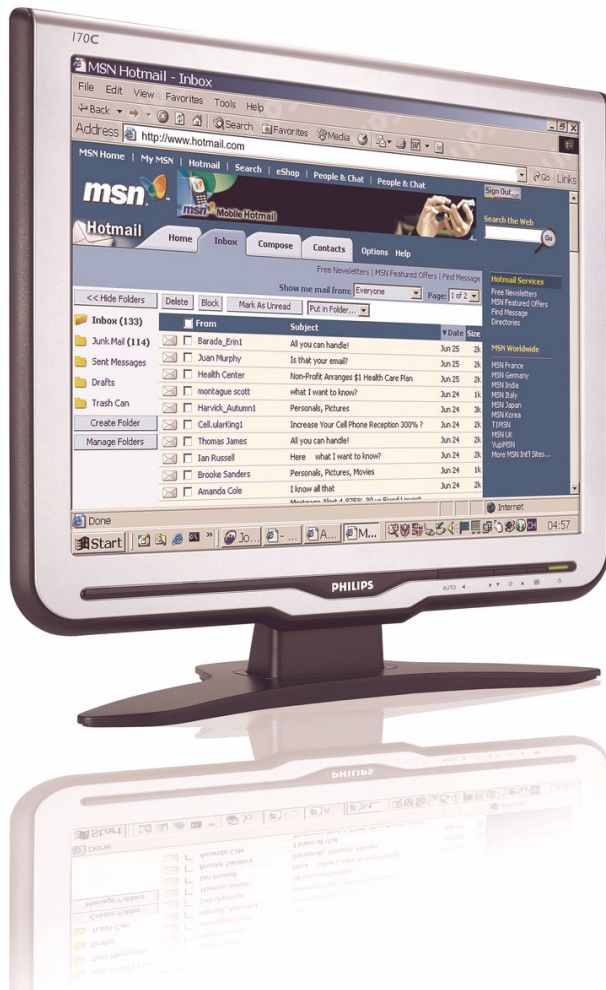 170C
MSN Hotmail - Inbox
File Edit View Favorites Tools Help
Back Search Favorites Media
Address http://www.hotmail.com Go Links
MSN Home | My MSN | Hotmail | Search | eShop | People & Chat | People & Chat
Sign Out
msn
msn Mobile Hotmail
Search the Web
Go
Hotmail
Home Inbox Compose Contacts Options Help
Free Newsletters | MSN Featured Offers | Find Message
Show me mail from: Everyone Page: 1 of 2
<< Hide Folders Delete Block Mark As Unread Put in Folder...
From Subject Date Size
Inbox (133)
Junk Mail (114)
Sent Messages
Drafts
Trash Can
Create Folder
Manage Folders
Barada_Erin1 All you can handle! Jun 25 2k
Juan Murphy Is that your email? Jun 25 2k
Health Center Non-Profit Arranges $1 Health Care Plan Jun 25 2k
montague scott what I want to know? Jun 24 2k
Harvick_Autumn1 Personals, Pictures Jun 24 3k
Cell.ularKing1 Increase Your Cell Phone Reception 300% ? Jun 24 2k
Thomas James All you can handle! Jun 24 2k
Ian Russell Here what I want to know? Jun 24 2k
Brooke Sanders Personals, Pictures, Movies Jun 24 1k
Amanda Cole I know all that Jun 24 2k
Hotmail Services
Free Newsletters
MSN Featured Offers
Find Message
Directories
MSN Worldwide
MSN France
MSN Germany
MSN India
MSN Italy
MSN Japan
MSN Korea
T1MSN
MSN UK
YupiMSN
More MSN Int'l Sites...
Done Internet
Start Jo... - ... A... M... CH 04:57
PHILIPS
AUTO